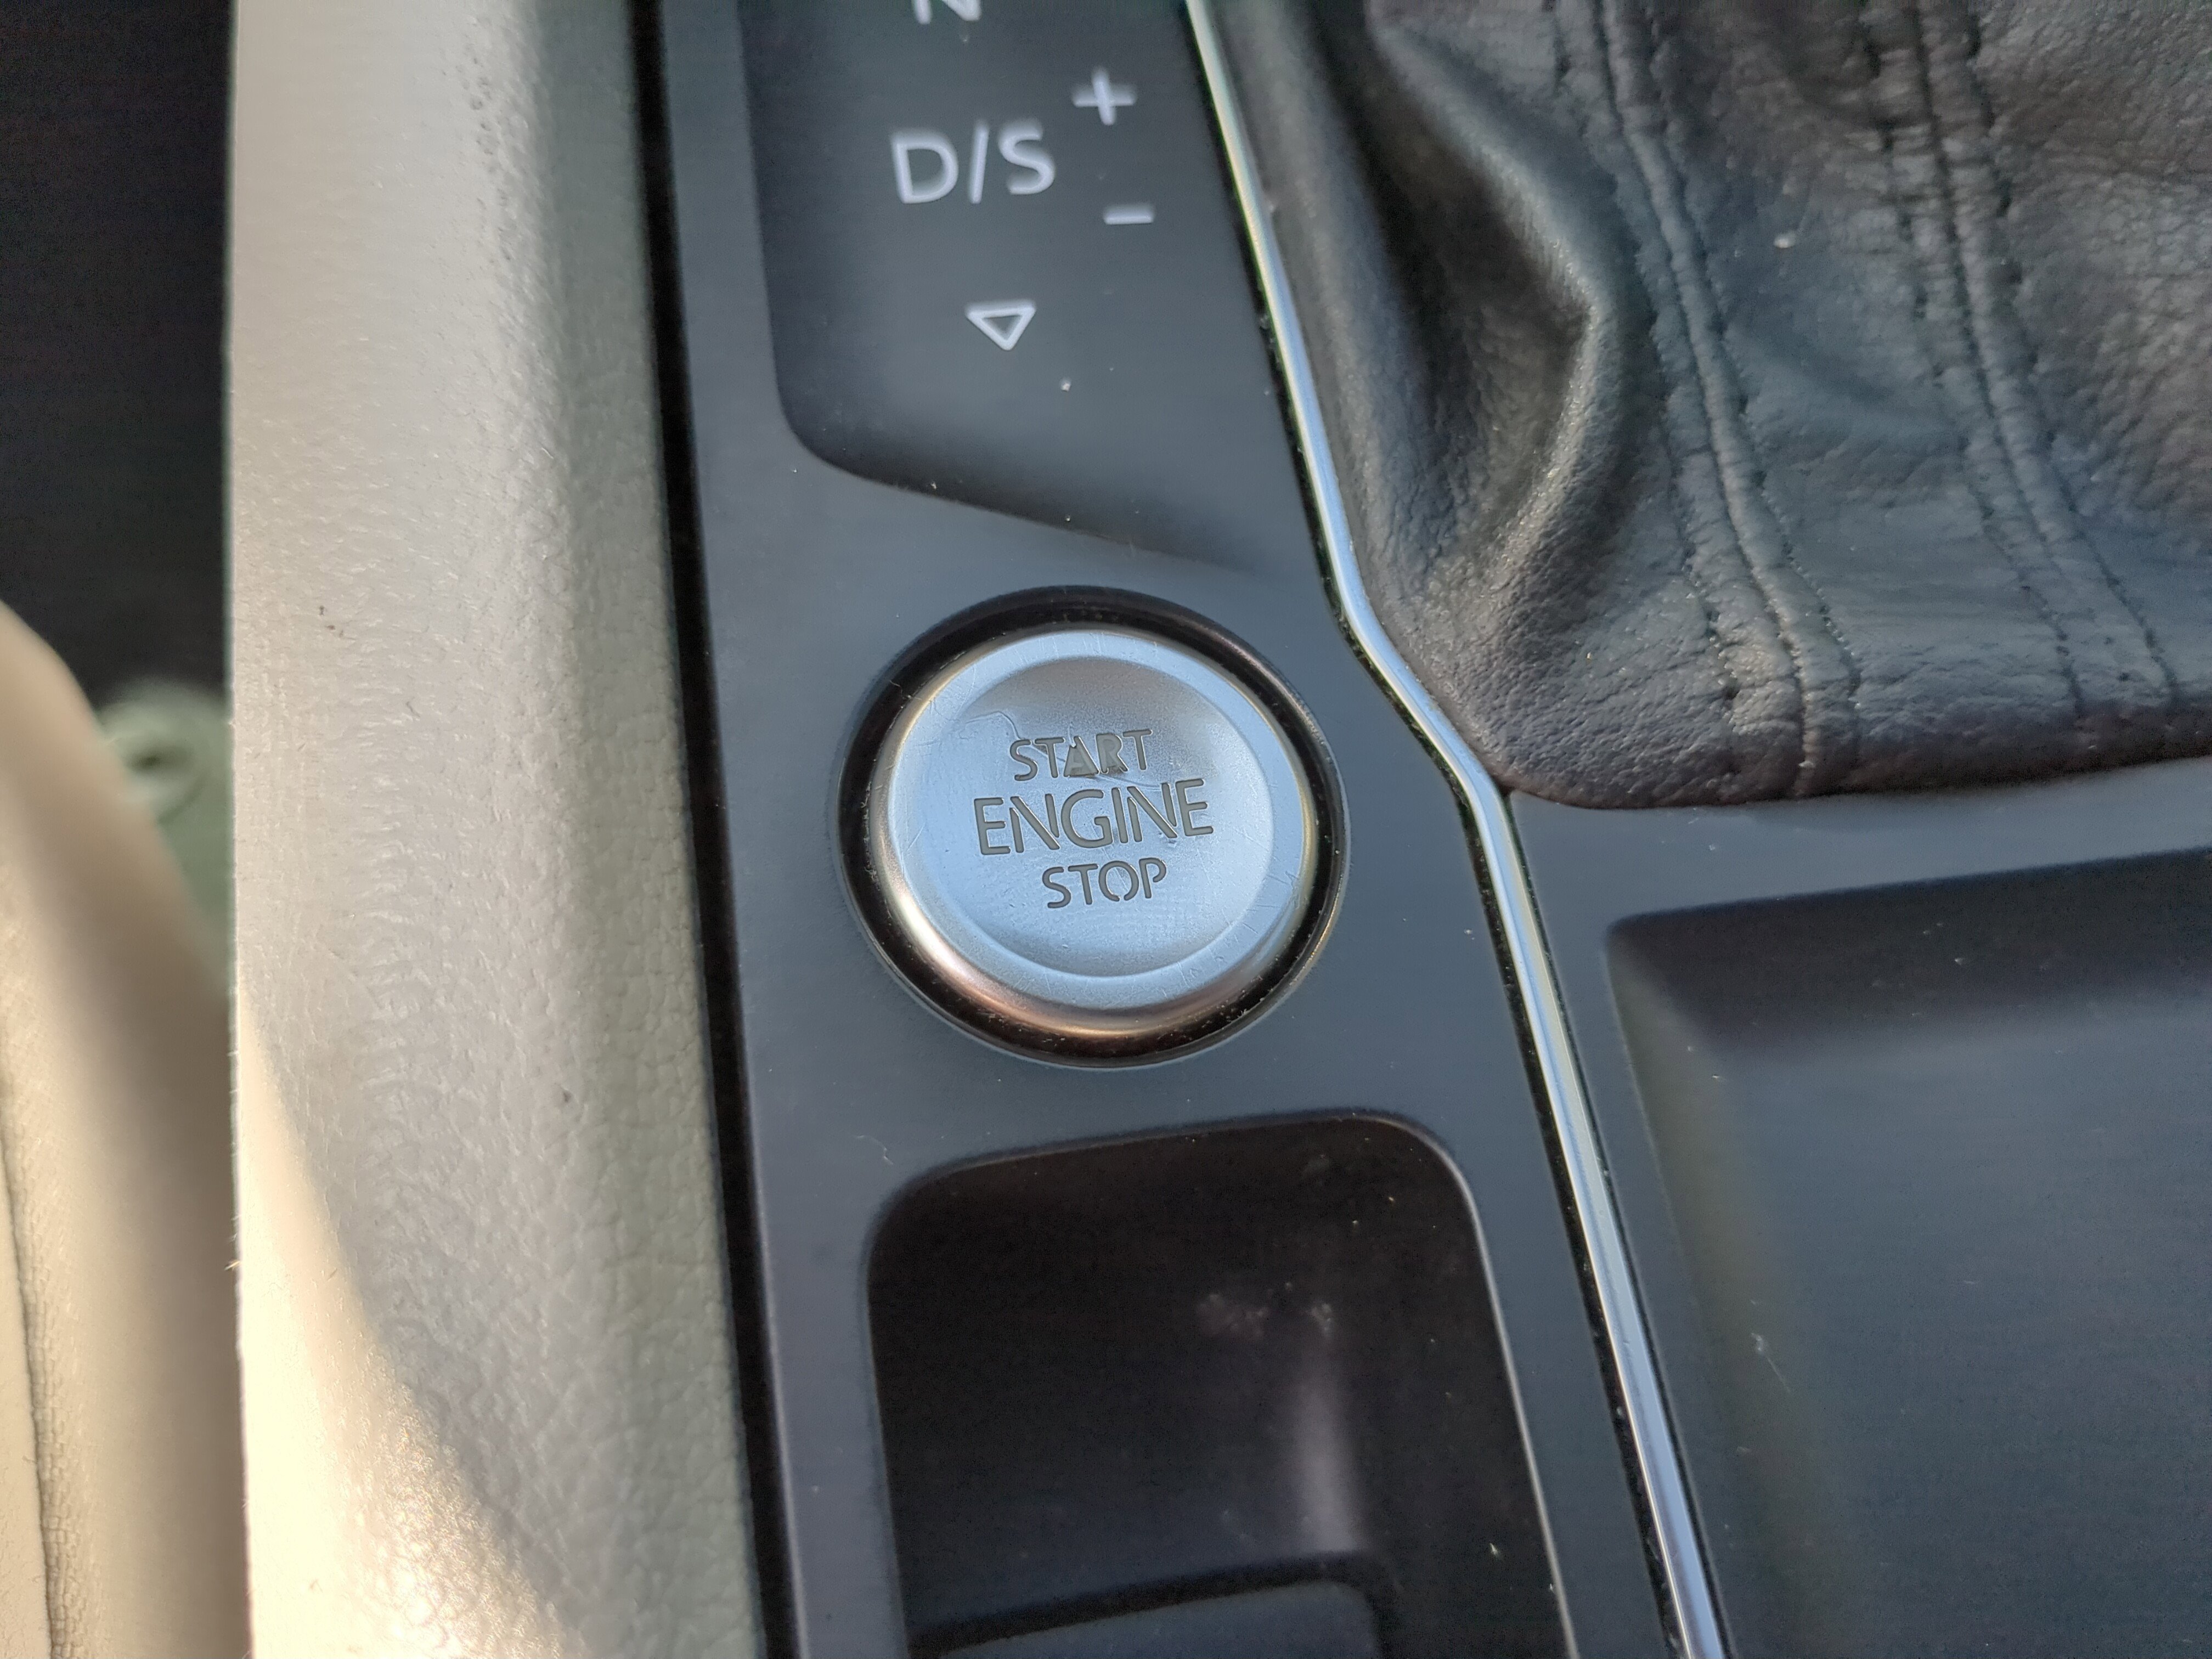 N
+
D/S
-
START
ENGINE
STOP